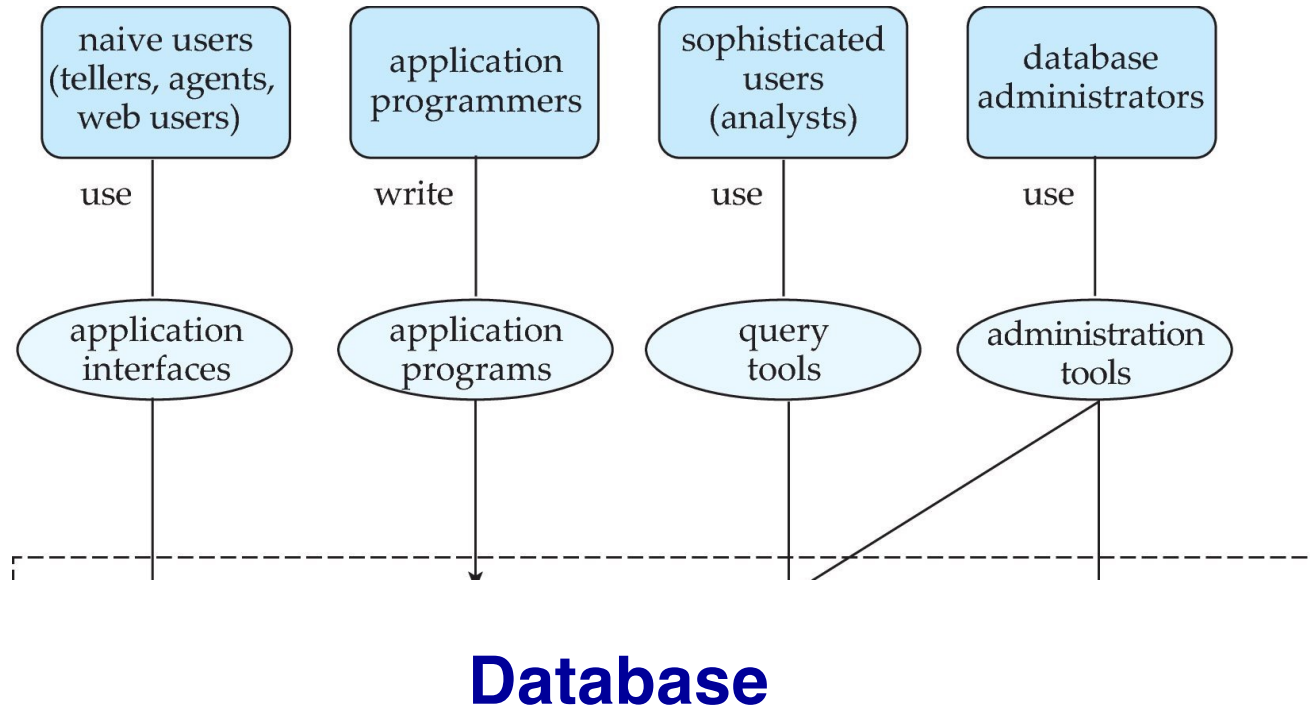 naive users
(tellers, agents,
web users)
application
programmers
sophisticated
users
(analysts)
database
administrators
use
write
use
use
application
interfaces
application
programs
query
tools
administration
tools
Database